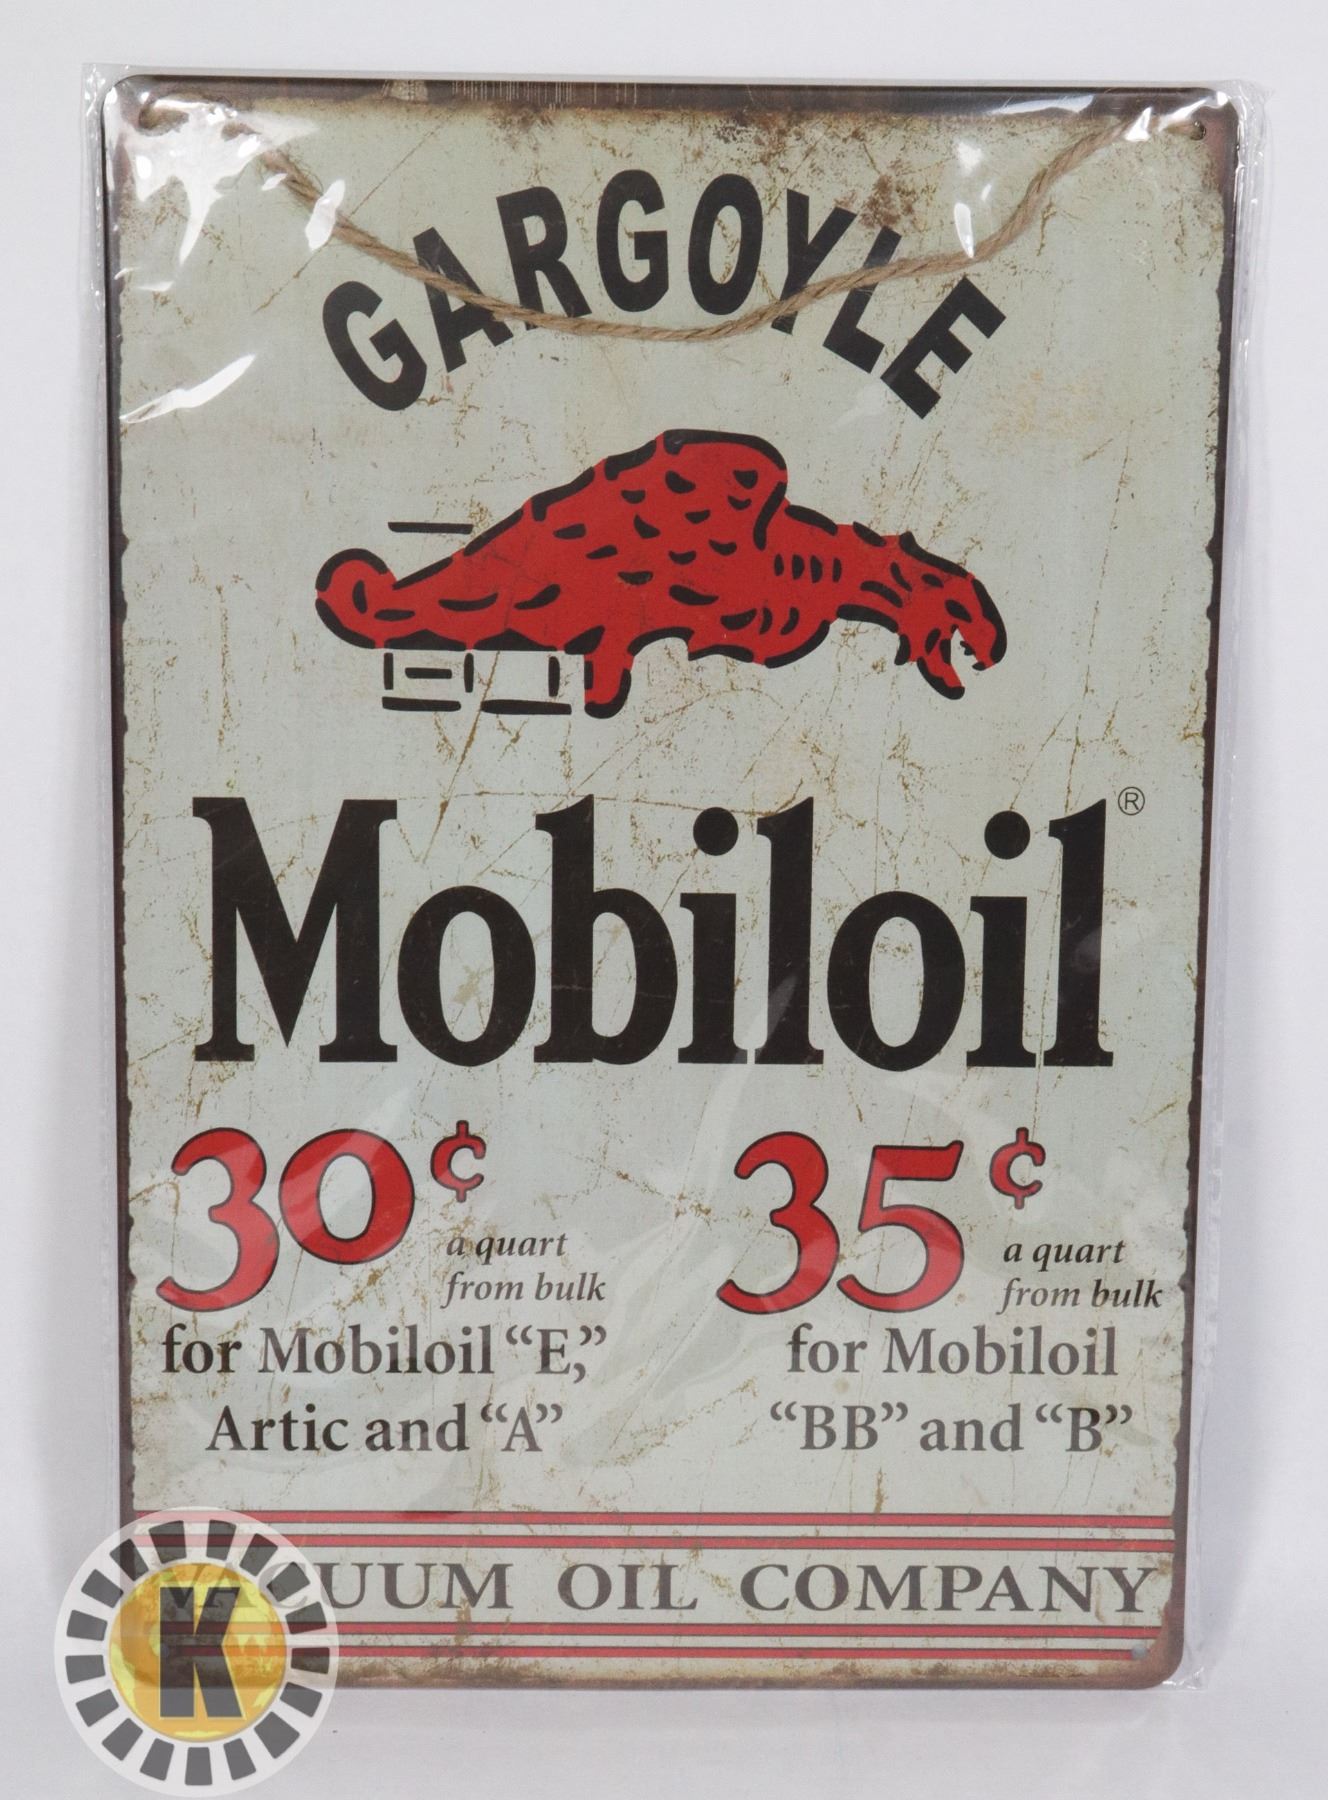 GARGOYLE
Mobiloil®
30¢ a quart from bulk
for Mobiloil “E,”
Artic and “A”
35¢ a quart from bulk
for Mobiloil
“BB” and “B”
VACUUM OIL COMPANY
K